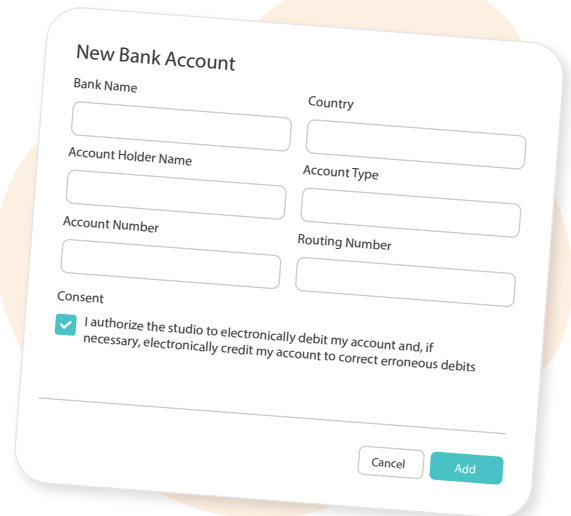 New Bank Account
Bank Name
Country
Account Holder Name
Account Type
Account Number
Routing Number
Consent
I authorize the studio to electronically debit my account and, if
necessary, electronically credit my account to correct erroneous debits
Cancel
Add